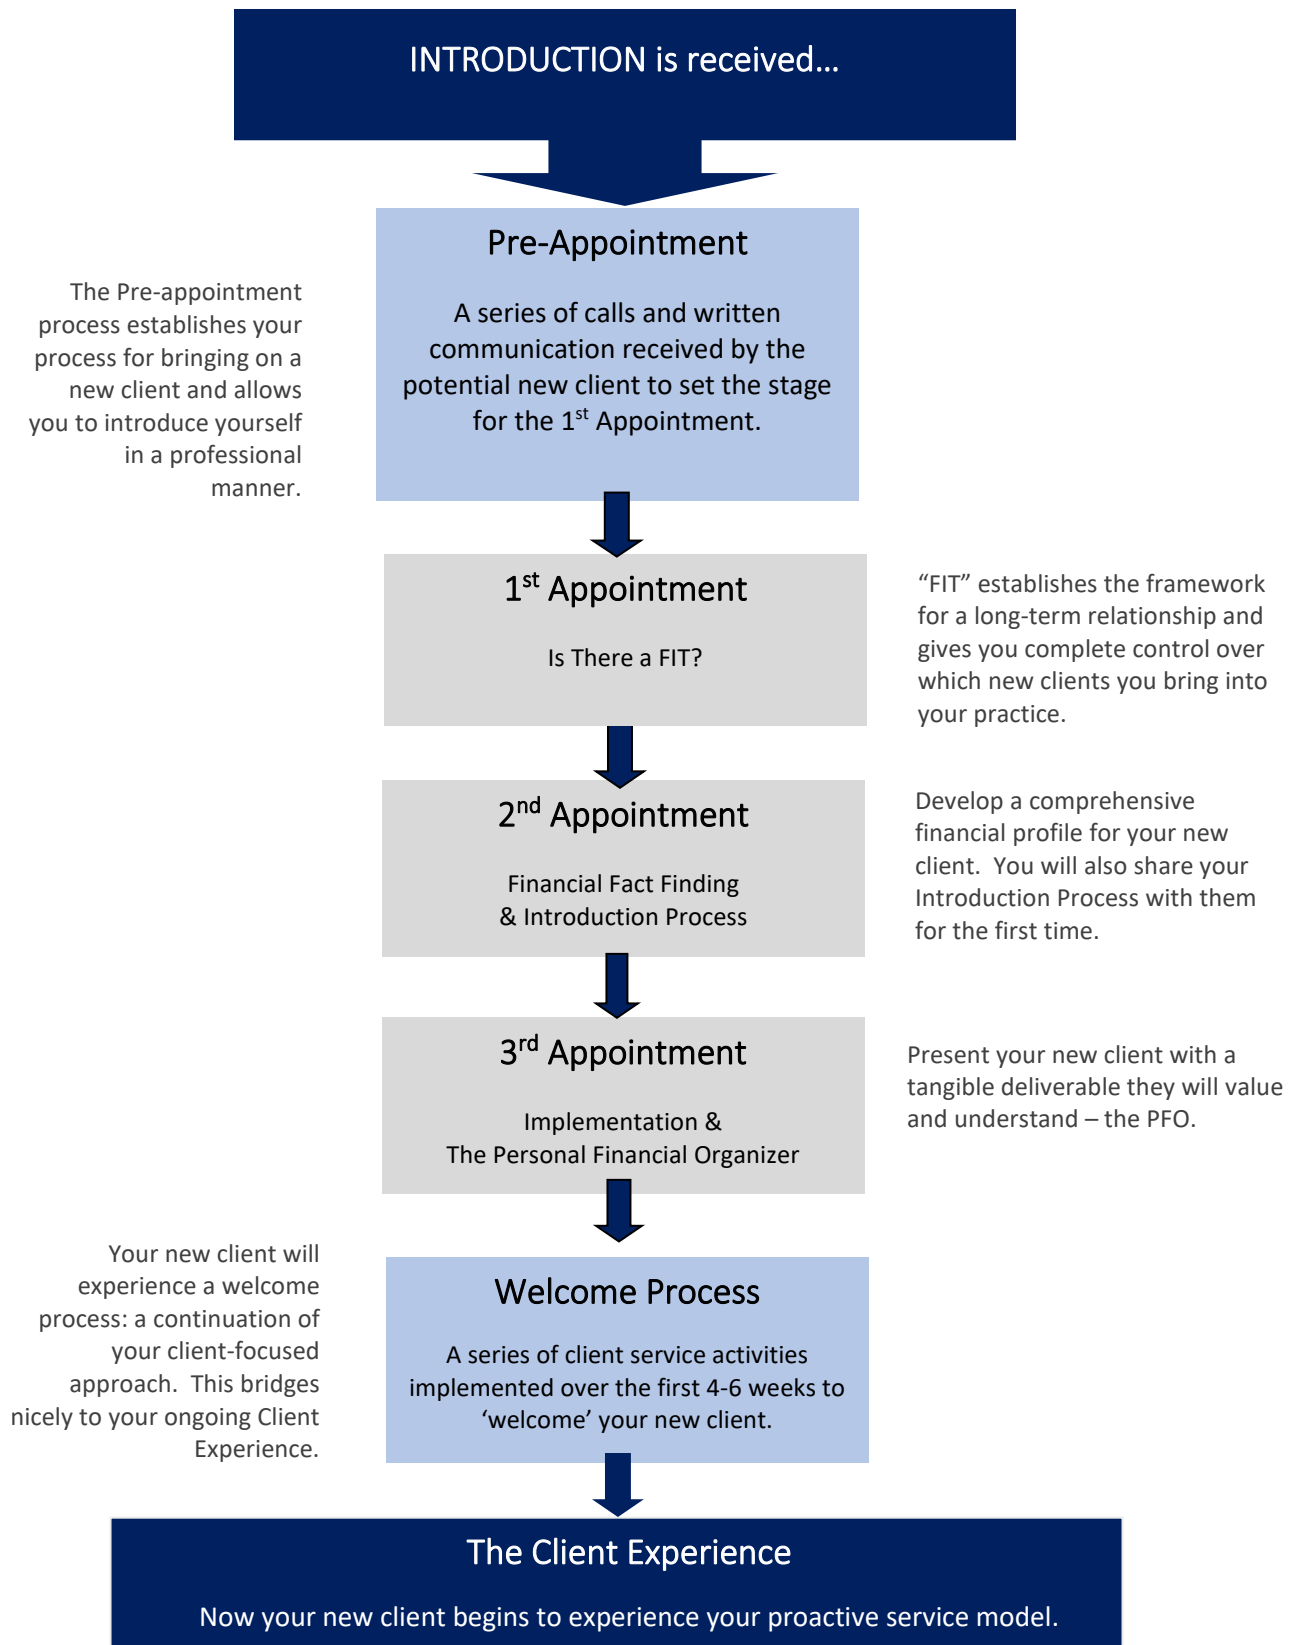 INTRODUCTION is received…
Pre-Appointment
A series of calls and written
communication received by the
potential new client to set the stage
for the 1st Appointment.
The Pre-appointment
process establishes your
process for bringing on a
new client and allows
you to introduce yourself
in a professional
manner.
1st Appointment
Is There a FIT?
“FIT” establishes the framework
for a long-term relationship and
gives you complete control over
which new clients you bring into
your practice.
2nd Appointment
Financial Fact Finding
& Introduction Process
Develop a comprehensive
financial profile for your new
client.  You will also share your
Introduction Process with them
for the first time.
3rd Appointment
Implementation &
The Personal Financial Organizer
Present your new client with a
tangible deliverable they will value
and understand – the PFO.
Welcome Process
A series of client service activities
implemented over the first 4-6 weeks to
‘welcome’ your new client.
Your new client will
experience a welcome
process: a continuation of
your client-focused
approach.  This bridges
nicely to your ongoing Client
Experience.
The Client Experience
Now your new client begins to experience your proactive service model.